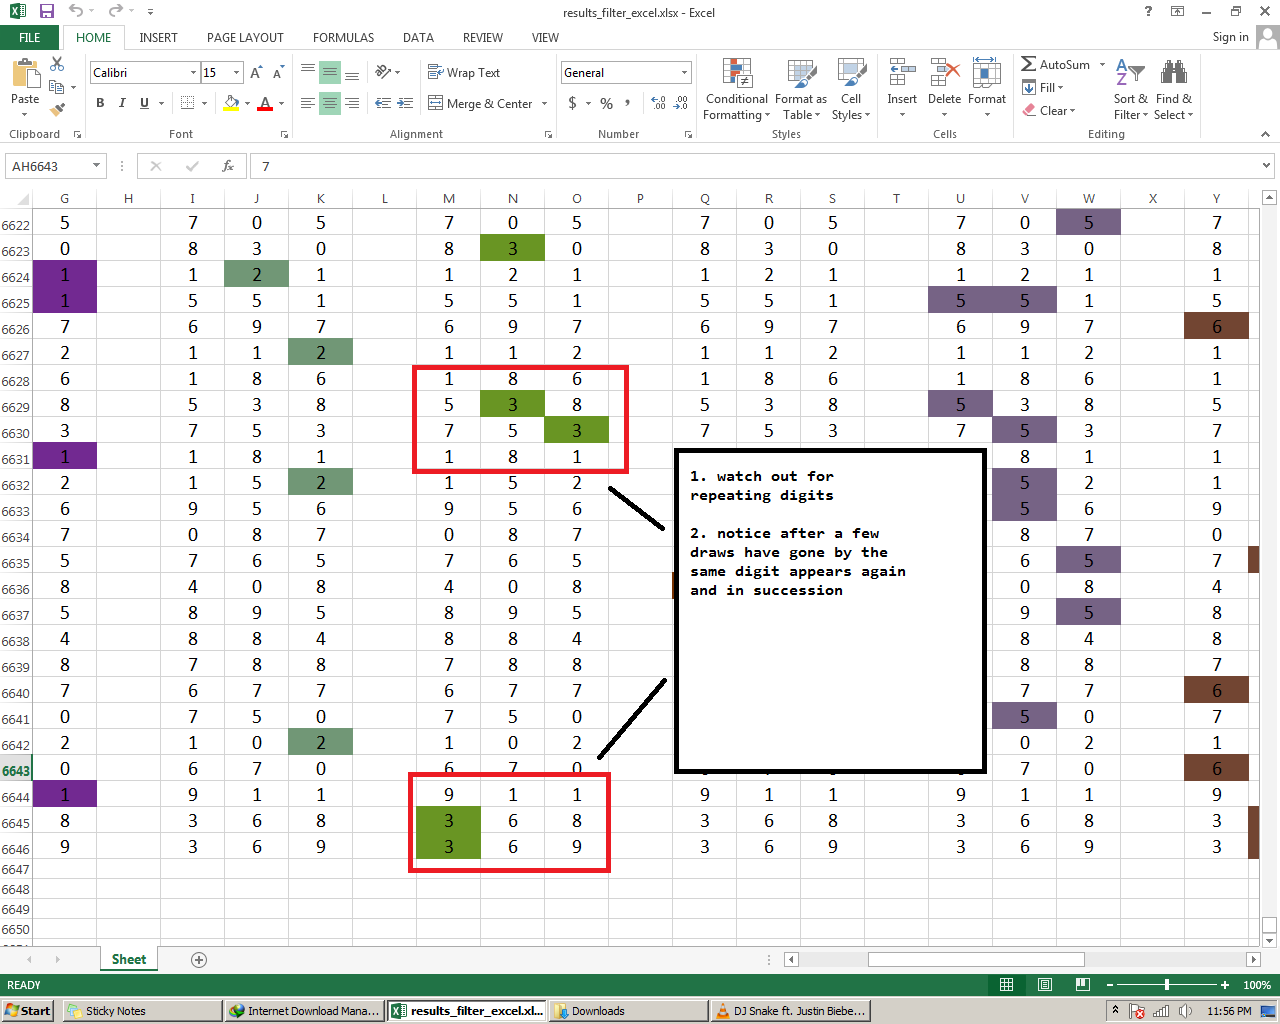 results_filter_excel.xlsx - Excel
?
FILE HOME INSERT PAGE LAYOUT FORMULAS DATA REVIEW VIEW Sign in
Calibri 15 A A Wrap Text General AutoSum
Paste B I U A Merge & Center $ % , Conditional Formatting Format as Table Cell Styles Insert Delete Format Fill Clear Sort & Filter Find & Select
Clipboard Font Alignment Number Styles Cells Editing
AH6643 fx 7
G H I J K L M N O P Q R S T U V W X Y
6622 5 7 0 5 7 0 5 7 0 5 7 0 5 7
6623 0 8 3 0 8 3 0 8 3 0 8 3 0 8
6624 1 1 2 1 1 2 1 1 2 1 1 2 1 1
6625 1 5 5 1 5 5 1 5 5 1 5 5 1 5
6626 7 6 9 7 6 9 7 6 9 7 6 9 7 6
6627 2 1 1 2 1 1 2 1 1 2 1 1 2 1
6628 6 1 8 6 1 8 6 1 8 6 1 8 6 1
6629 8 5 3 8 5 3 8 5 3 8 5 3 8 5
6630 3 7 5 3 7 5 3 7 5 3 7 5 3 7
6631 1 1 8 1 1 8 1 8 1 1
6632 2 1 5 2 1 5 2 5 2 1
6633 6 9 5 6 9 5 6 5 6 9
6634 7 0 8 7 0 8 7 8 7 0
6635 5 7 6 5 7 6 5 6 5 7
6636 8 4 0 8 4 0 8 0 8 4
6637 5 8 9 5 8 9 5 9 5 8
6638 4 8 8 4 8 8 4 8 4 8
6639 8 7 8 8 7 8 8 8 8 7
6640 7 6 7 7 6 7 7 7 7 6
6641 0 7 5 0 7 5 0 5 0 7
6642 2 1 0 2 1 0 2 0 2 1
6643 0 6 7 0 6 7 0 7 0 6
6644 1 9 1 1 9 1 1 9 1 1 9 1 1 9
6645 8 3 6 8 3 6 8 3 6 8 3 6 8 3
6646 9 3 6 9 3 6 9 3 6 9 3 6 9 3
6647
6648
6649
6650
1. watch out for
repeating digits
2. notice after a few
draws have gone by the
same digit appears again
and in succession
Sheet
READY 100%
Start Sticky Notes Internet Download Mana... results_filter_excel.xl... Downloads DJ Snake ft. Justin Biebe... 11:56 PM